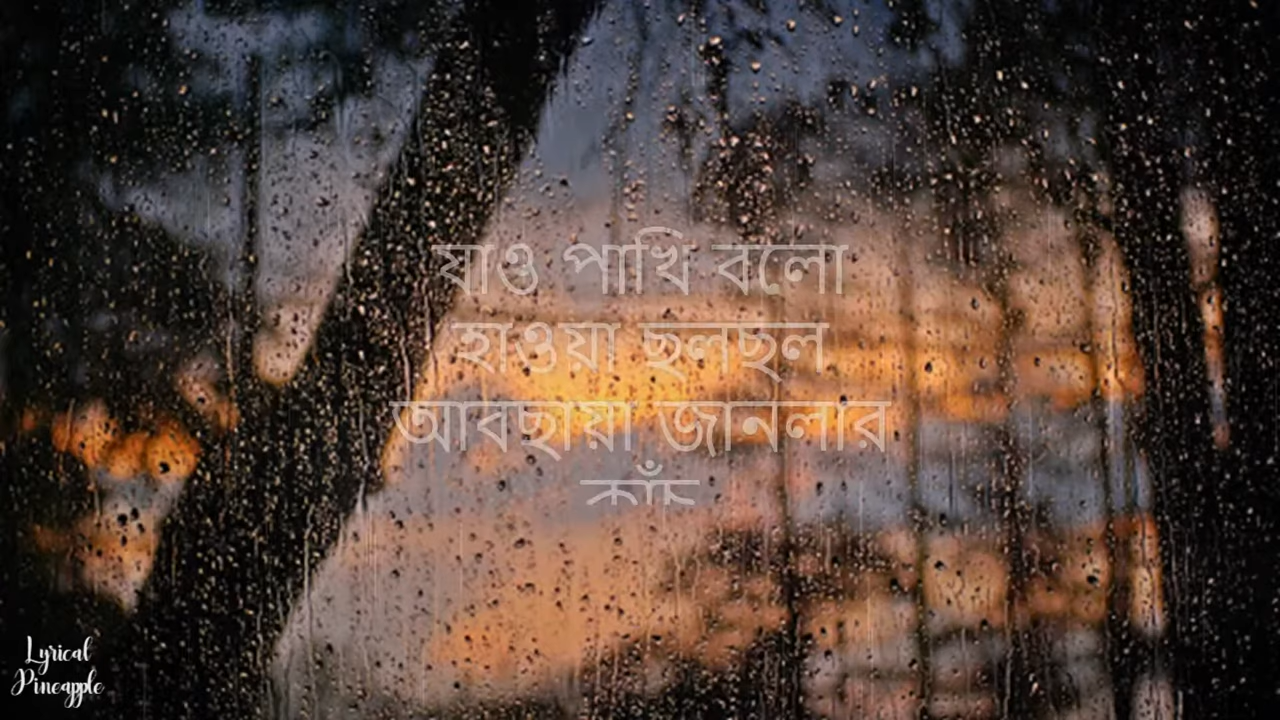 যাও পাখি বলো
হাওয়া ছলছল
আবছায়া জানলার
কাঁচ
Lyrical
Pineapple